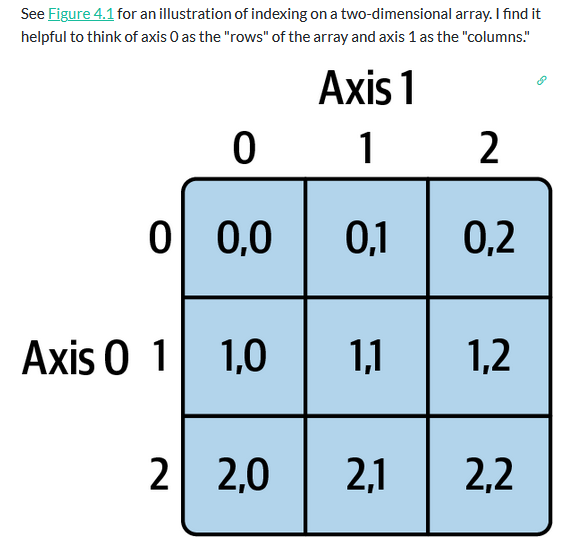 See Figure 4.1 for an illustration of indexing on a two-dimensional array. I find it
helpful to think of axis 0 as the "rows" of the array and axis 1 as the "columns."
Axis 1
0 1 2
0 0,0 0,1 0,2
Axis 0 1 1,0 1,1 1,2
2 2,0 2,1 2,2